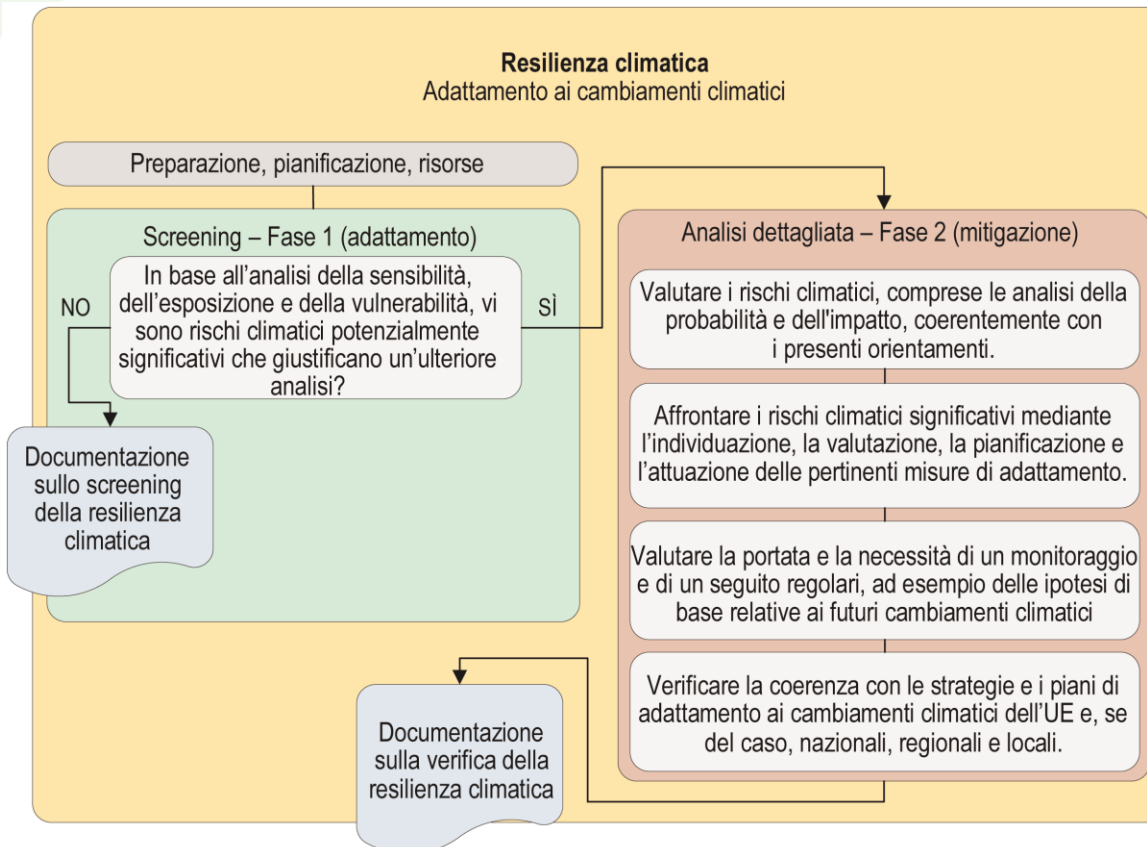 Resilienza climatica
Adattamento ai cambiamenti climatici
Preparazione, pianificazione, risorse
Screening – Fase 1 (adattamento)
In base all'analisi della sensibilità,
dell'esposizione e della vulnerabilità, vi
sono rischi climatici potenzialmente
significativi che giustificano un'ulteriore
analisi?
NO
SÌ
Documentazione
sullo screening
della resilienza
climatica
Analisi dettagliata – Fase 2 (mitigazione)
Valutare i rischi climatici, comprese le analisi della
probabilità e dell'impatto, coerentemente con
i presenti orientamenti.
Affrontare i rischi climatici significativi mediante
l'individuazione, la valutazione, la pianificazione e
l'attuazione delle pertinenti misure di adattamento.
Valutare la portata e la necessità di un monitoraggio
e di un seguito regolari, ad esempio delle ipotesi di
base relative ai futuri cambiamenti climatici
Verificare la coerenza con le strategie e i piani di
adattamento ai cambiamenti climatici dell'UE e, se
del caso, nazionali, regionali e locali.
Documentazione
sulla verifica della
resilienza climatica